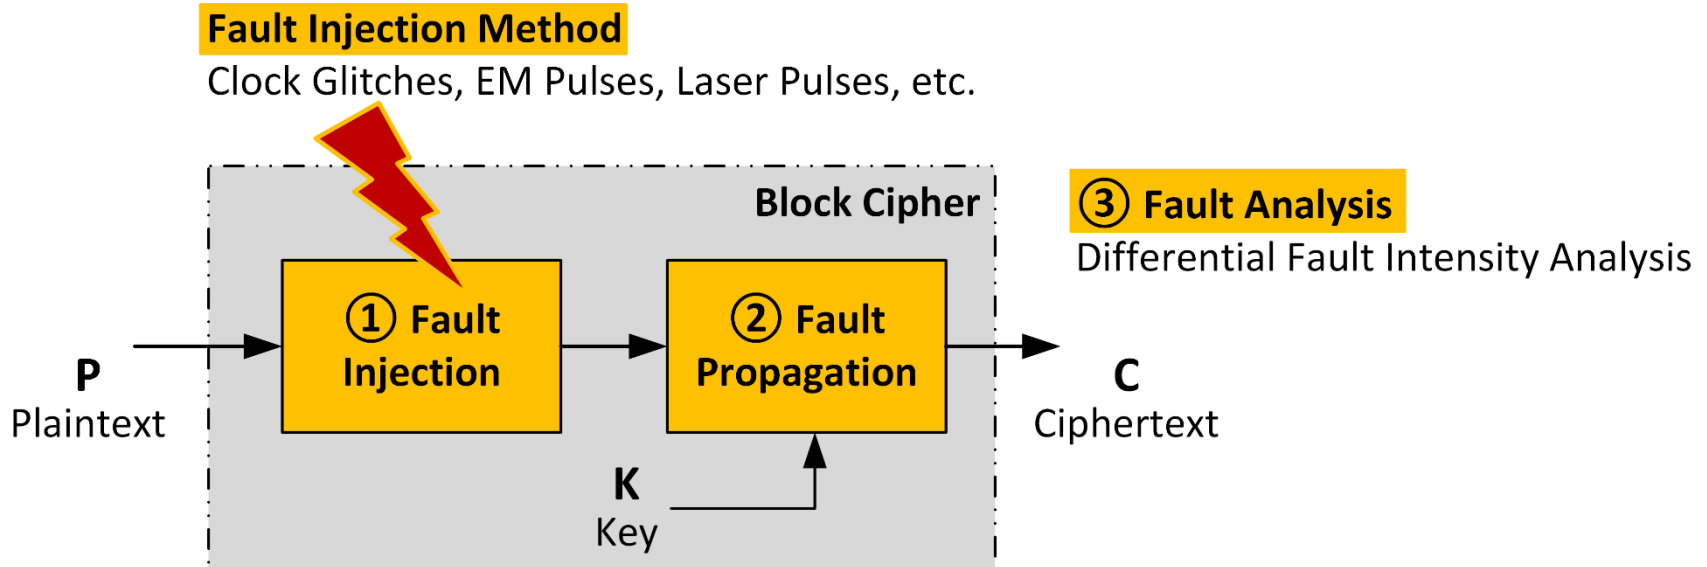 Fault Injection Method
Clock Glitches, EM Pulses, Laser Pulses, etc.
Block Cipher
③ Fault Analysis
Differential Fault Intensity Analysis
① Fault
Injection
② Fault
Propagation
P
Plaintext
C
Ciphertext
K
Key